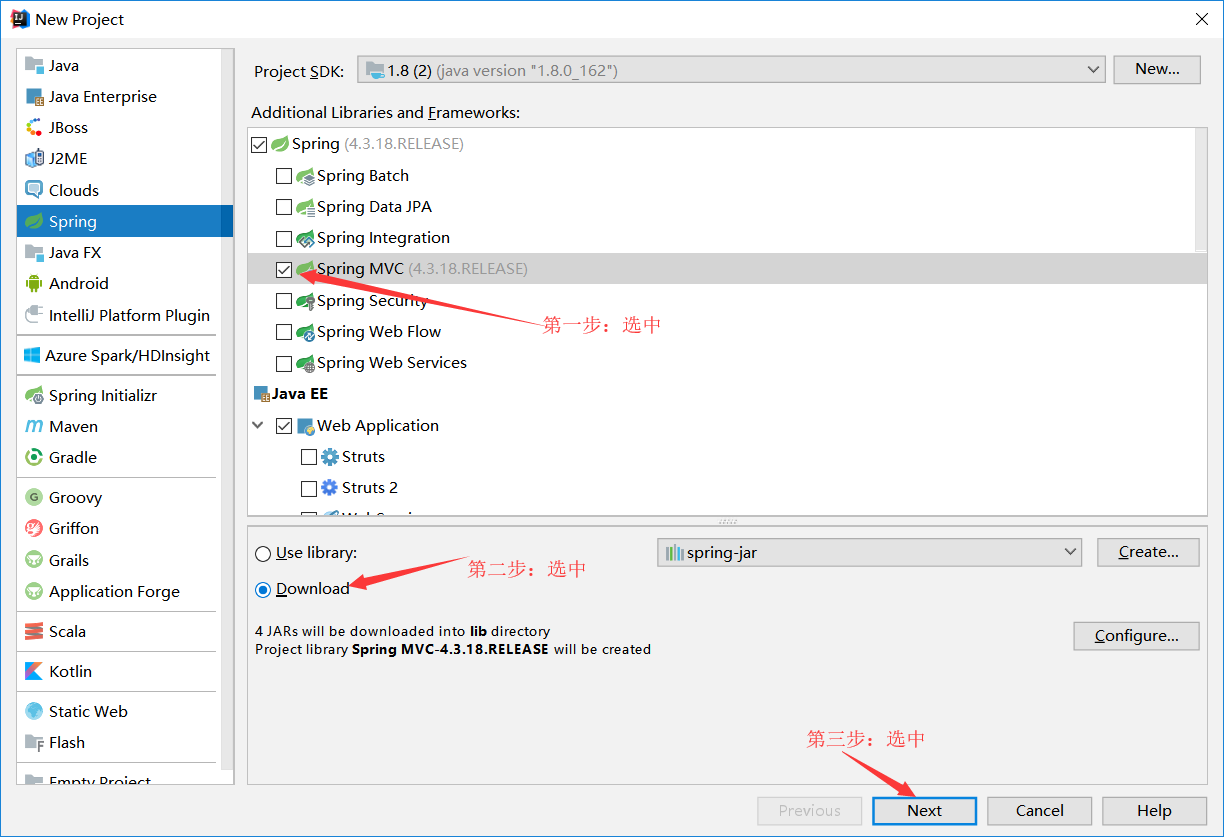 New Project
Java
Java Enterprise
JBoss
J2ME
Clouds
Spring
Java FX
Android
IntelliJ Platform Plugin
Azure Spark/HDInsight
Spring Initializr
Maven
Gradle
Groovy
Griffon
Grails
Application Forge
Scala
Kotlin
Static Web
Flash
Empty Project
Project SDK: 1.8 (2) (java version "1.8.0_162") New...
Additional Libraries and Frameworks:
Spring (4.3.18.RELEASE)
Spring Batch
Spring Data JPA
Spring Integration
Spring MVC (4.3.18.RELEASE)
Spring Security
第一步：选中
Spring Web Flow
Spring Web Services
Java EE
Web Application
Struts
Struts 2
Use library: spring-jar Create...
第二步：选中
Download
4 JARs will be downloaded into lib directory
Configure...
Project library Spring MVC-4.3.18.RELEASE will be created
第三步：选中
Previous Next Cancel Help